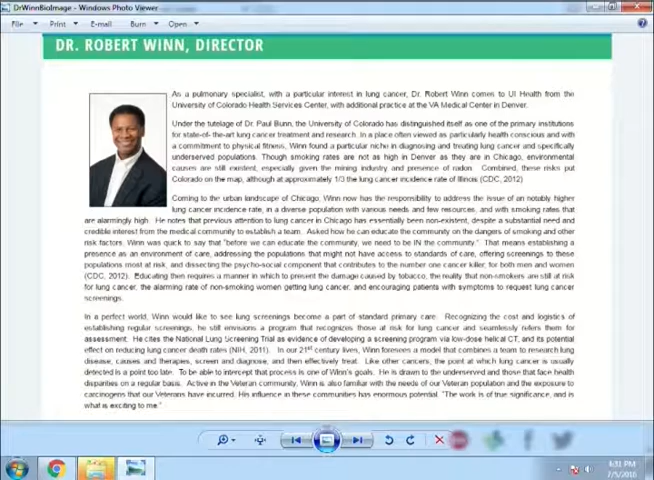 DrWinnBioImage - Windows Photo Viewer
File Print E-mail Burn Open
DR. ROBERT WINN, DIRECTOR
As a pulmonary specialist, with a particular interest in lung cancer, Dr. Robert Winn comes to UI Health from the
University of Colorado Health Services Center, with additional practice at the VA Medical Center in Denver.
Under the tutelage of Dr. Paul Bunn, the University of Colorado has distinguished itself as one of the primary institutions
for state-of-the-art lung cancer treatment and research. In a place often viewed as particularly health conscious and with
a commitment to physical fitness, Winn found a particular niche in diagnosing and treating lung cancer and specifically
underserved populations. Though smoking rates are not as high in Denver as they are in Chicago, environmental
causes are still existent, especially given the mining industry and presence of radon. Combined, these risks put
Colorado on the map, although at approximately 1/3 the lung cancer incidence rate of Illinois (CDC, 2012)
Coming to the urban landscape of Chicago, Winn now has the responsibility to address the issue of an notably higher
lung cancer incidence rate, in a diverse population with various needs and few resources, and with smoking rates that
are alarmingly high. He notes that previous attention to lung cancer in Chicago has essentially been non-existent, despite a substantial need and
credible interest from the medical community to establish a team. Asked how he can educate the community on the dangers of smoking and other
risk factors. Winn was quick to say that "before we can educate the community, we need to be IN the community." That means establishing a
presence as an environment of care, addressing the populations that might not have access to standards of care, offering screenings to these
populations most at risk, and dissecting the psycho-social component that contributes to the number one cancer killer, for both men and women
(CDC, 2012). Educating then requires a manner in which to present the damage caused by tobacco, the reality that non-smokers are still at risk
for lung cancer, the alarming rate of non-smoking women getting lung cancer, and encouraging patients with symptoms to request lung cancer
screenings.
In a perfect world, Winn would like to see lung screenings become a part of standard primary care. Recognizing the cost and logistics of
establishing regular screenings, he still envisions a program that recognizes those at risk for lung cancer and seamlessly refers them for
assessment. He cites the National Lung Screening Trial as evidence of developing a screening program via low-dose helical CT, and its potential
effect on reducing lung cancer death rates (NIH, 2011). In our 21st century lives, Winn foresees a model that combines a team to research lung
disease, causes and therapies, screen and diagnose, and then effectively treat. Like other cancers, the point at which lung cancer is usually
detected is a point too late. To be able to intercept that process is one of Winn's goals. He is drawn to the underserved and those that face health
disparities on a regular basis. Active in the Veteran community, Winn is also familiar with the needs of our Veteran population and the exposure to
carcinogens that our Veterans have incurred. His influence in these communities has enormous potential. "The work is of true significance, and is
what is exciting to me."
4:31 PM
7/5/2016